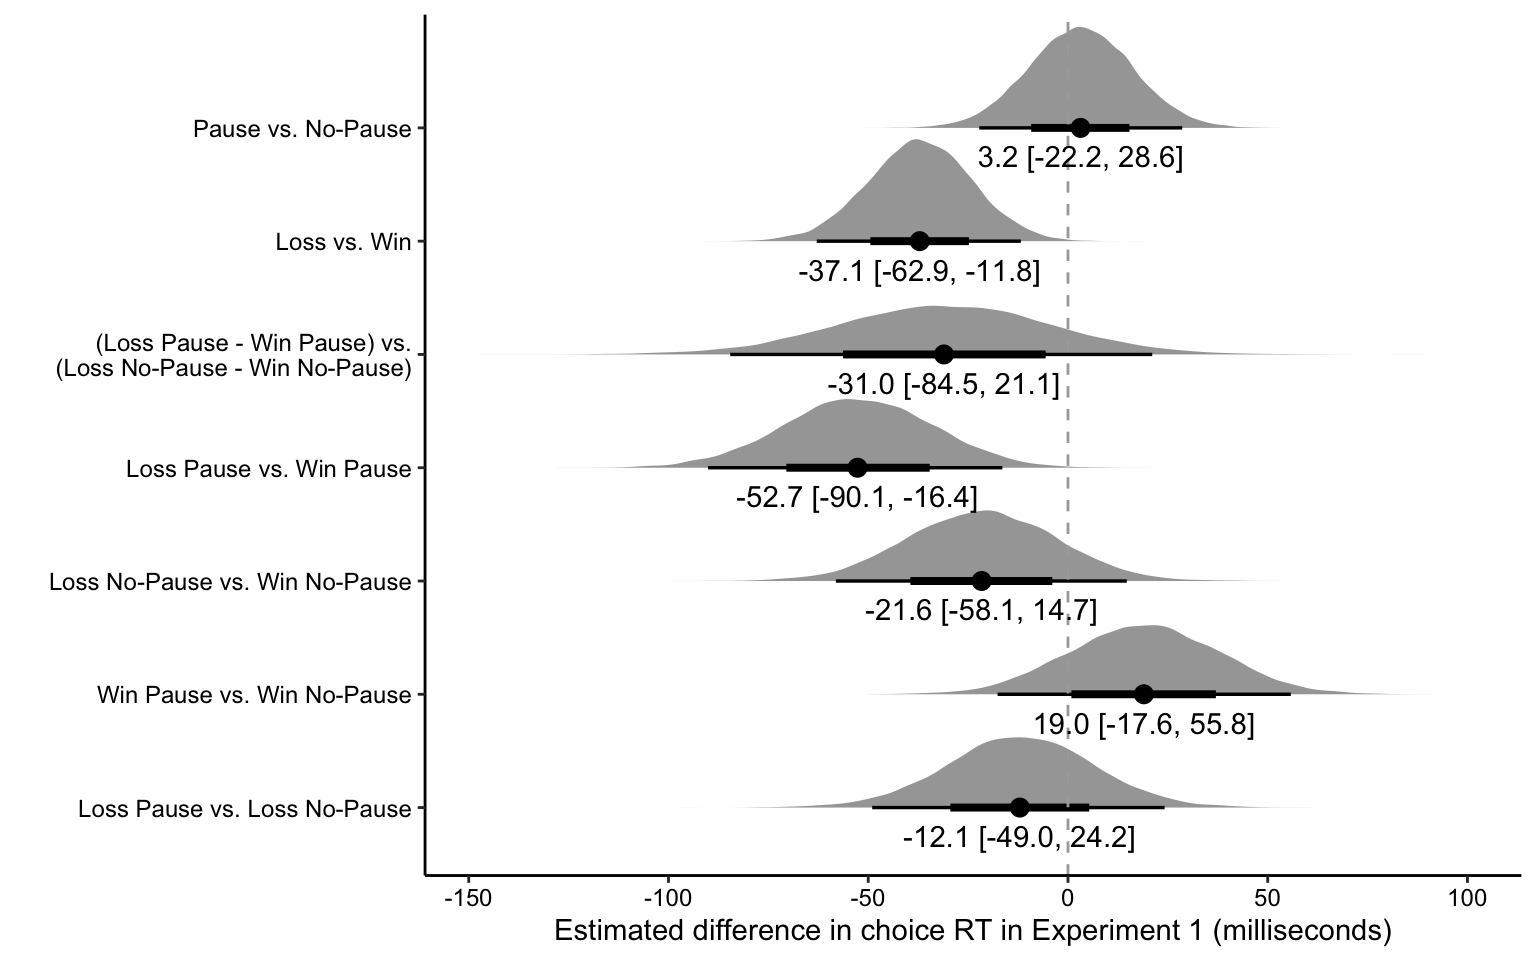 Pause vs. No-Pause
3.2 [-22.2, 28.6]
Loss vs. Win
-37.1 [-62.9, -11.8]
(Loss Pause - Win Pause) vs.
(Loss No-Pause - Win No-Pause)
-31.0 [-84.5, 21.1]
Loss Pause vs. Win Pause
-52.7 [-90.1, -16.4]
Loss No-Pause vs. Win No-Pause
-21.6 [-58.1, 14.7]
Win Pause vs. Win No-Pause
19.0 [-17.6, 55.8]
Loss Pause vs. Loss No-Pause
-12.1 [-49.0, 24.2]
-150 -100 -50 0 50 100
Estimated difference in choice RT in Experiment 1 (milliseconds)